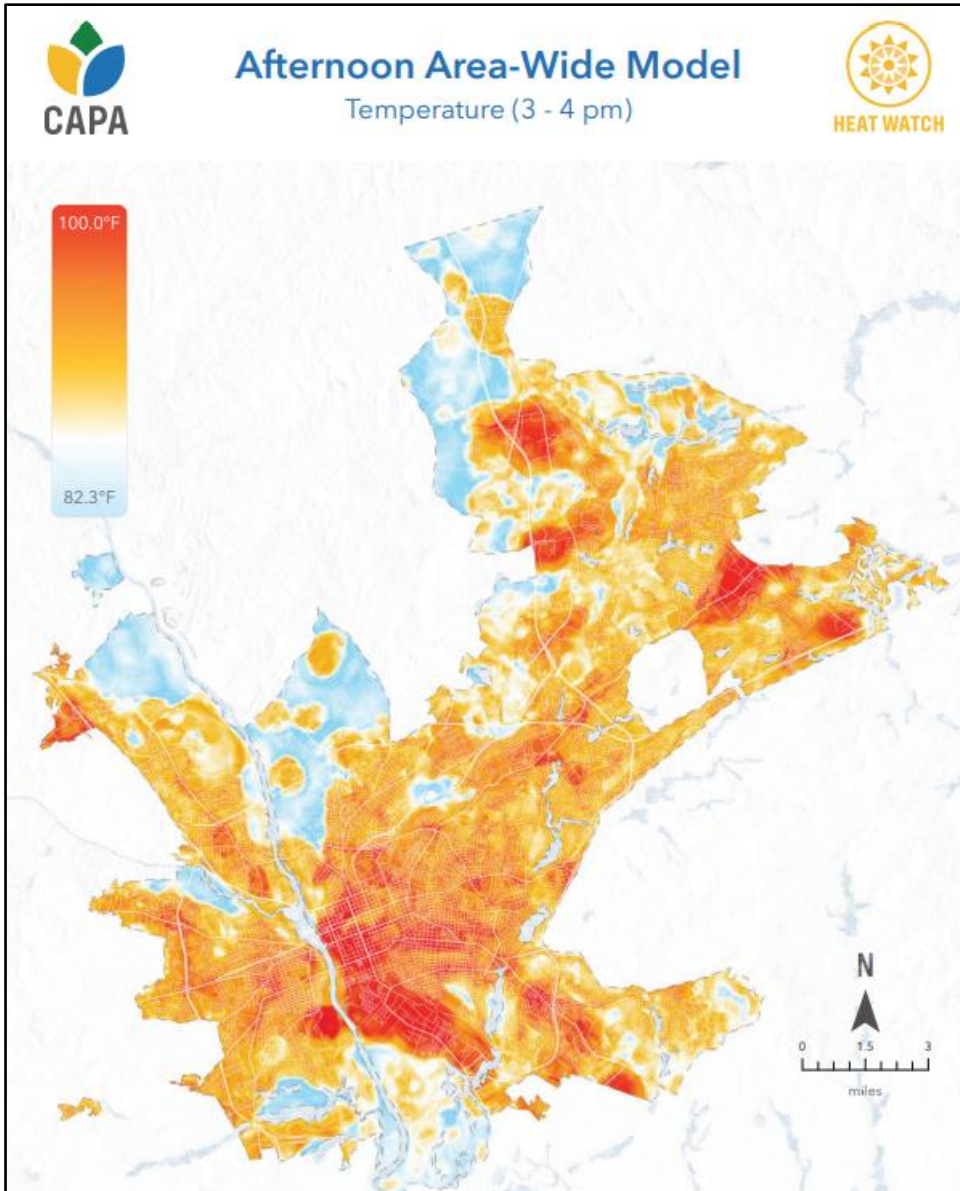 CAPA
Afternoon Area-Wide Model
Temperature (3 - 4 pm)
HEAT WATCH
100.0°F
82.3°F
N
0 1.5 3
miles